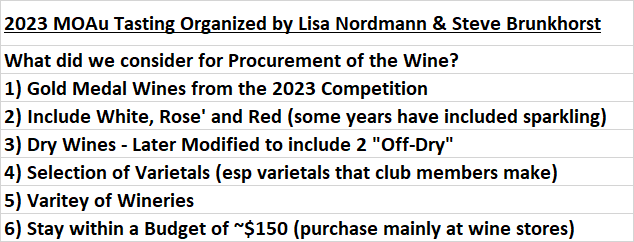 2023 MOAu Tasting Organized by Lisa Nordmann & Steve Brunkhorst
What did we consider for Procurement of the Wine?
1) Gold Medal Wines from the 2023 Competition
2) Include White, Rose' and Red (some years have included sparkling)
3) Dry Wines - Later Modified to include 2 "Off-Dry"
4) Selection of Varietals (esp varietals that club members make)
5) Varitey of Wineries
6) Stay within a Budget of ~$150 (purchase mainly at wine stores)